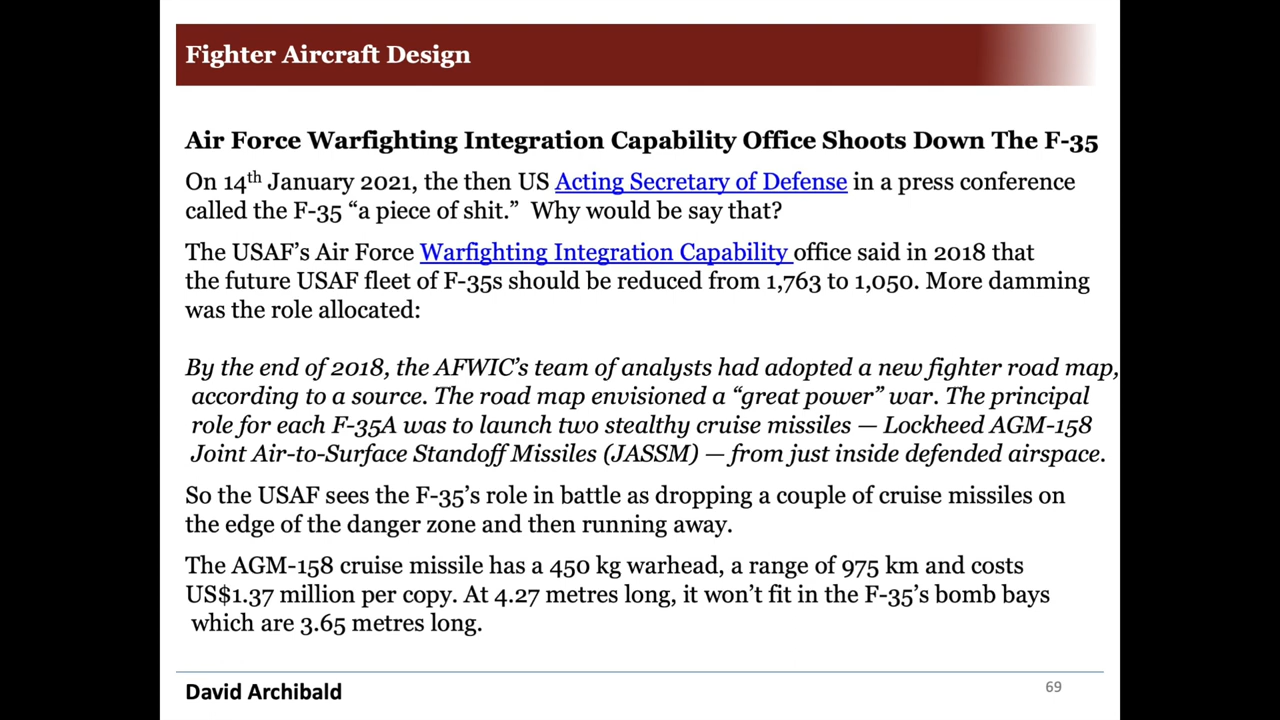 Fighter Aircraft Design
Air Force Warfighting Integration Capability Office Shoots Down The F-35
On 14th January 2021, the then US Acting Secretary of Defense in a press conference
called the F-35 “a piece of shit.” Why would be say that?
The USAF’s Air Force Warfighting Integration Capability office said in 2018 that
the future USAF fleet of F-35s should be reduced from 1,763 to 1,050. More damming
was the role allocated:
By the end of 2018, the AFWIC’s team of analysts had adopted a new fighter road map,
according to a source. The road map envisioned a “great power” war. The principal
role for each F-35A was to launch two stealthy cruise missiles — Lockheed AGM-158
Joint Air-to-Surface Standoff Missiles (JASSM) — from just inside defended airspace.
So the USAF sees the F-35’s role in battle as dropping a couple of cruise missiles on
the edge of the danger zone and then running away.
The AGM-158 cruise missile has a 450 kg warhead, a range of 975 km and costs
US$1.37 million per copy. At 4.27 metres long, it won’t fit in the F-35’s bomb bays
which are 3.65 metres long.
David Archibald
69